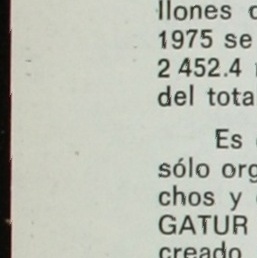 llones
1975 se
2 452.4
del tota
Es
sólo org
chos y
GATUR
creado